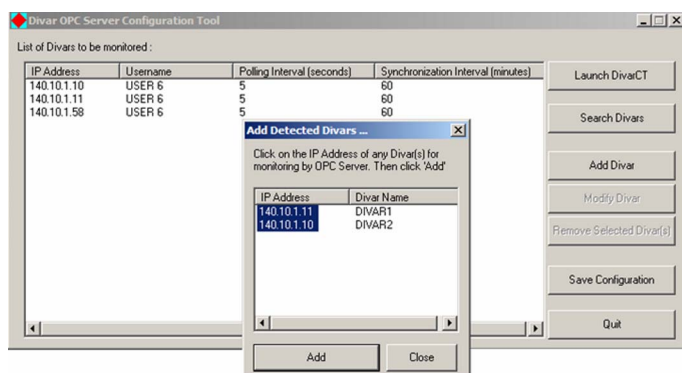 Divar OPC Server Configuration Tool
List of Divars to be monitored :
IP Address Username Polling Interval (seconds) Synchronization Interval (minutes)
140.10.1.10 USER 6 5 60
140.10.1.11 USER 6 5 60
140.10.1.58 USER 6 5 60
Launch DivarCT
Search Divars
Add Divar
Modify Divar
Remove Selected Divar(s)
Save Configuration
Quit
Add Detected Divars ...
Click on the IP Address of any Divar(s) for
monitoring by OPC Server. Then click 'Add'
IP Address Divar Name
140.10.1.11 DIVAR1
140.10.1.10 DIVAR2
Add Close